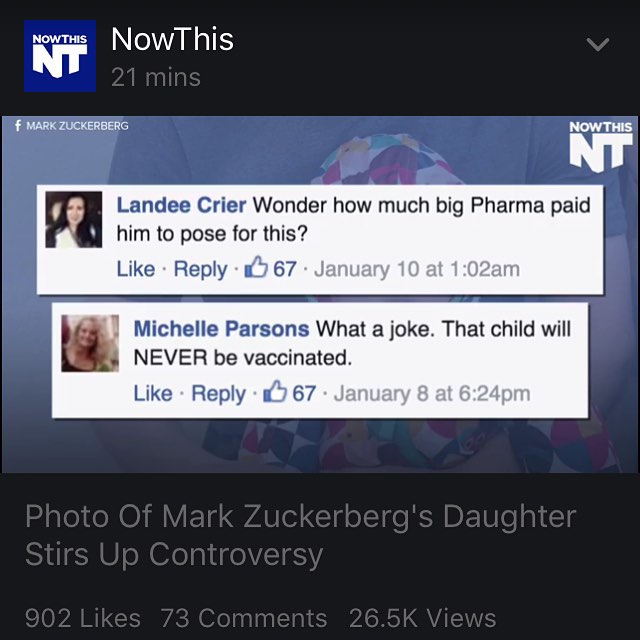 NOWTHIS
NT
NowThis
21 mins
f MARK ZUCKERBERG
NOWTHIS
NT
Landee Crier Wonder how much big Pharma paid
him to pose for this?
Like · Reply · 67 · January 10 at 1:02am
Michelle Parsons What a joke. That child will
NEVER be vaccinated.
Like · Reply · 67 · January 8 at 6:24pm
Photo Of Mark Zuckerberg's Daughter
Stirs Up Controversy
902 Likes 73 Comments 26.5K Views